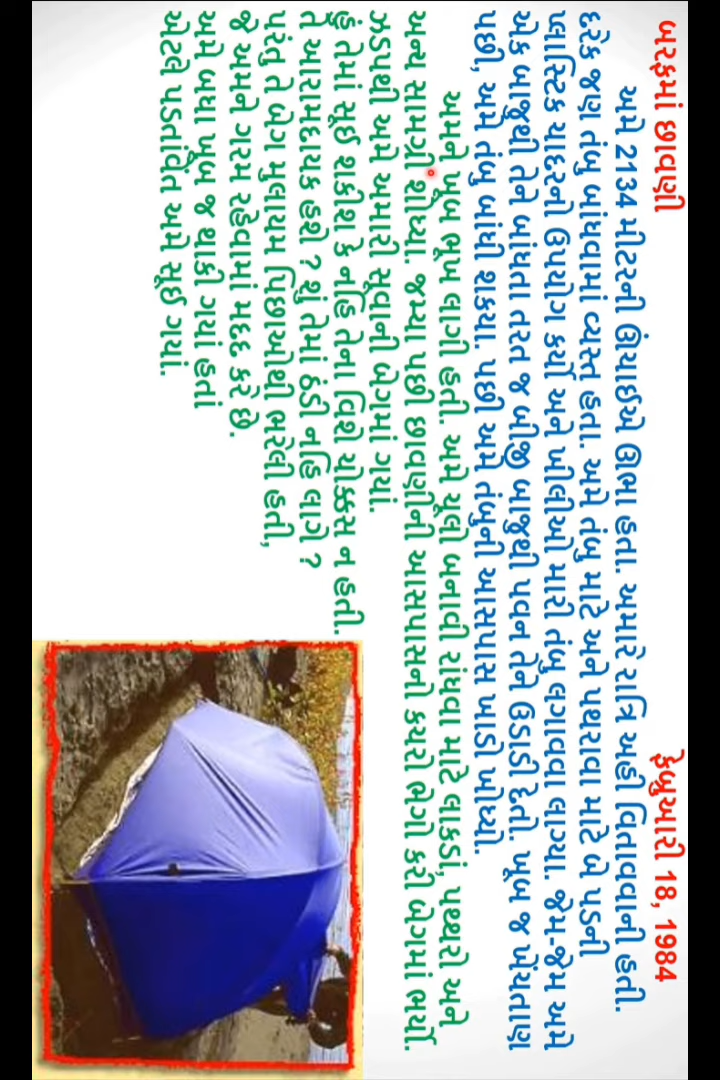 બરફમાં છાવણી ફેબ્રુઆરી 18, 1984
અમે 2134 મીટરની ઊંચાઈએ ઊભા હતા. અમારે રાત્રિ અહીં વિતાવવાની હતી.
દરેક જણ તંબુ બાંધવામાં વ્યસ્ત હતા. અમે તંબુ માટે અને પથરાવા માટે બે પડની
પ્લાસ્ટિક ચાદરની ઉપયોગ કર્યો અને ખીલીઓ મારી તંબુ લગાવવા લાગ્યા. જેમ-જેમ અમે
એક બાજુથી તેને બાંધતા તરત જ બીજી બાજુથી પવન તેને ઉડાડી દેતો. ખૂબ જ ખેંચતાણ
પછી, અમે તંબુ બાંધી શક્યા. પછી અમે તંબુની આસપાસ ખાડો ખોદ્યો.
અમને ખૂબ ભુખ લાગી હતી. અમે ચુલો બનાવી રાંધવા માટે લાકડાં, પથ્થરો અને
અન્ય સામગ્રી શોધ્યા. જમ્યા પછી છાવણીની આસપાસનો કચરો ભેગો કરી બેગમાં ભર્યો.
ઝડપથી અમે અમારી સુવાની બેગમાં ગયાં.
હું તેમાં સૂઈ શકીશ કે નહિ તેના વિશે ચોક્કસ ન હતી.
તે આરામદાયક હશે ? શું તેમાં ઠંડી નહિ લાગે ?
પરંતુ તે બેગ મુલાયમ પિછાઓથી ભરેલી હતી,
જે અમને ગરમ રહેવામાં મદદ કરે છે.
અમે બધા ખૂબ જ થાકી ગયાં હતાં
એટલે પડતાંવેંત અમે સૂઈ ગયાં.